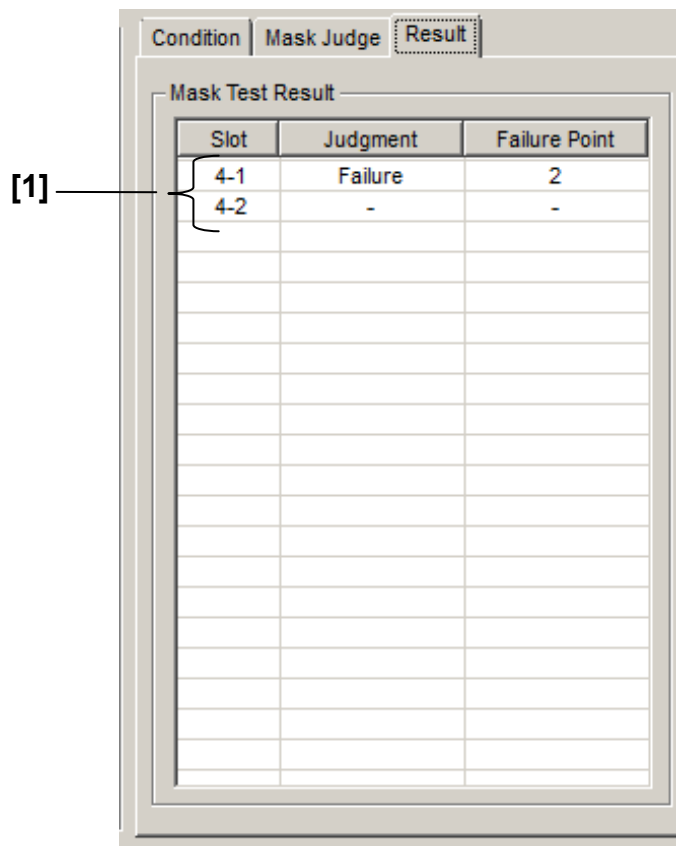 Condition Mask Judge Result
Mask Test Result
Slot Judgment Failure Point
[1]
4-1 Failure 2
4-2 - -